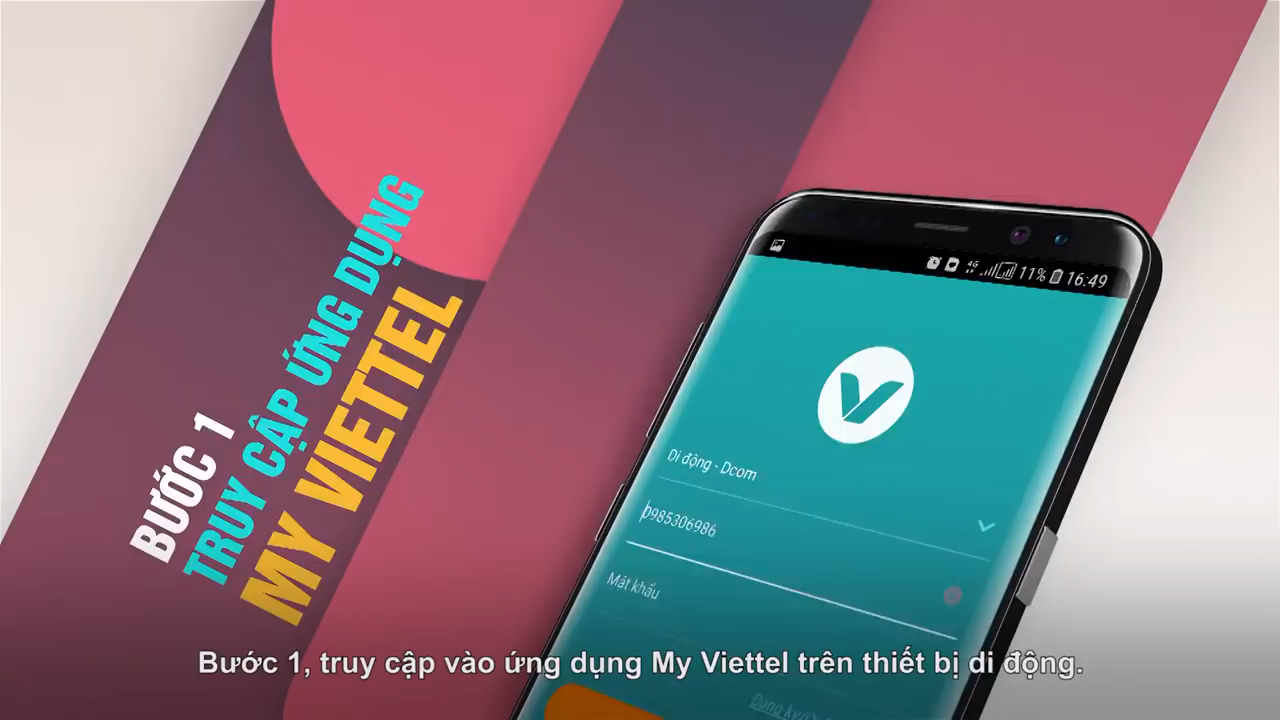 BƯỚC 1
TRUY CẬP ỨNG DỤNG
MY VIETTEL
4G 11% 16:49
Di động - Dcom
0985306986
Mật khẩu
Bước 1, truy cập vào ứng dụng My Viettel trên thiết bị di động.